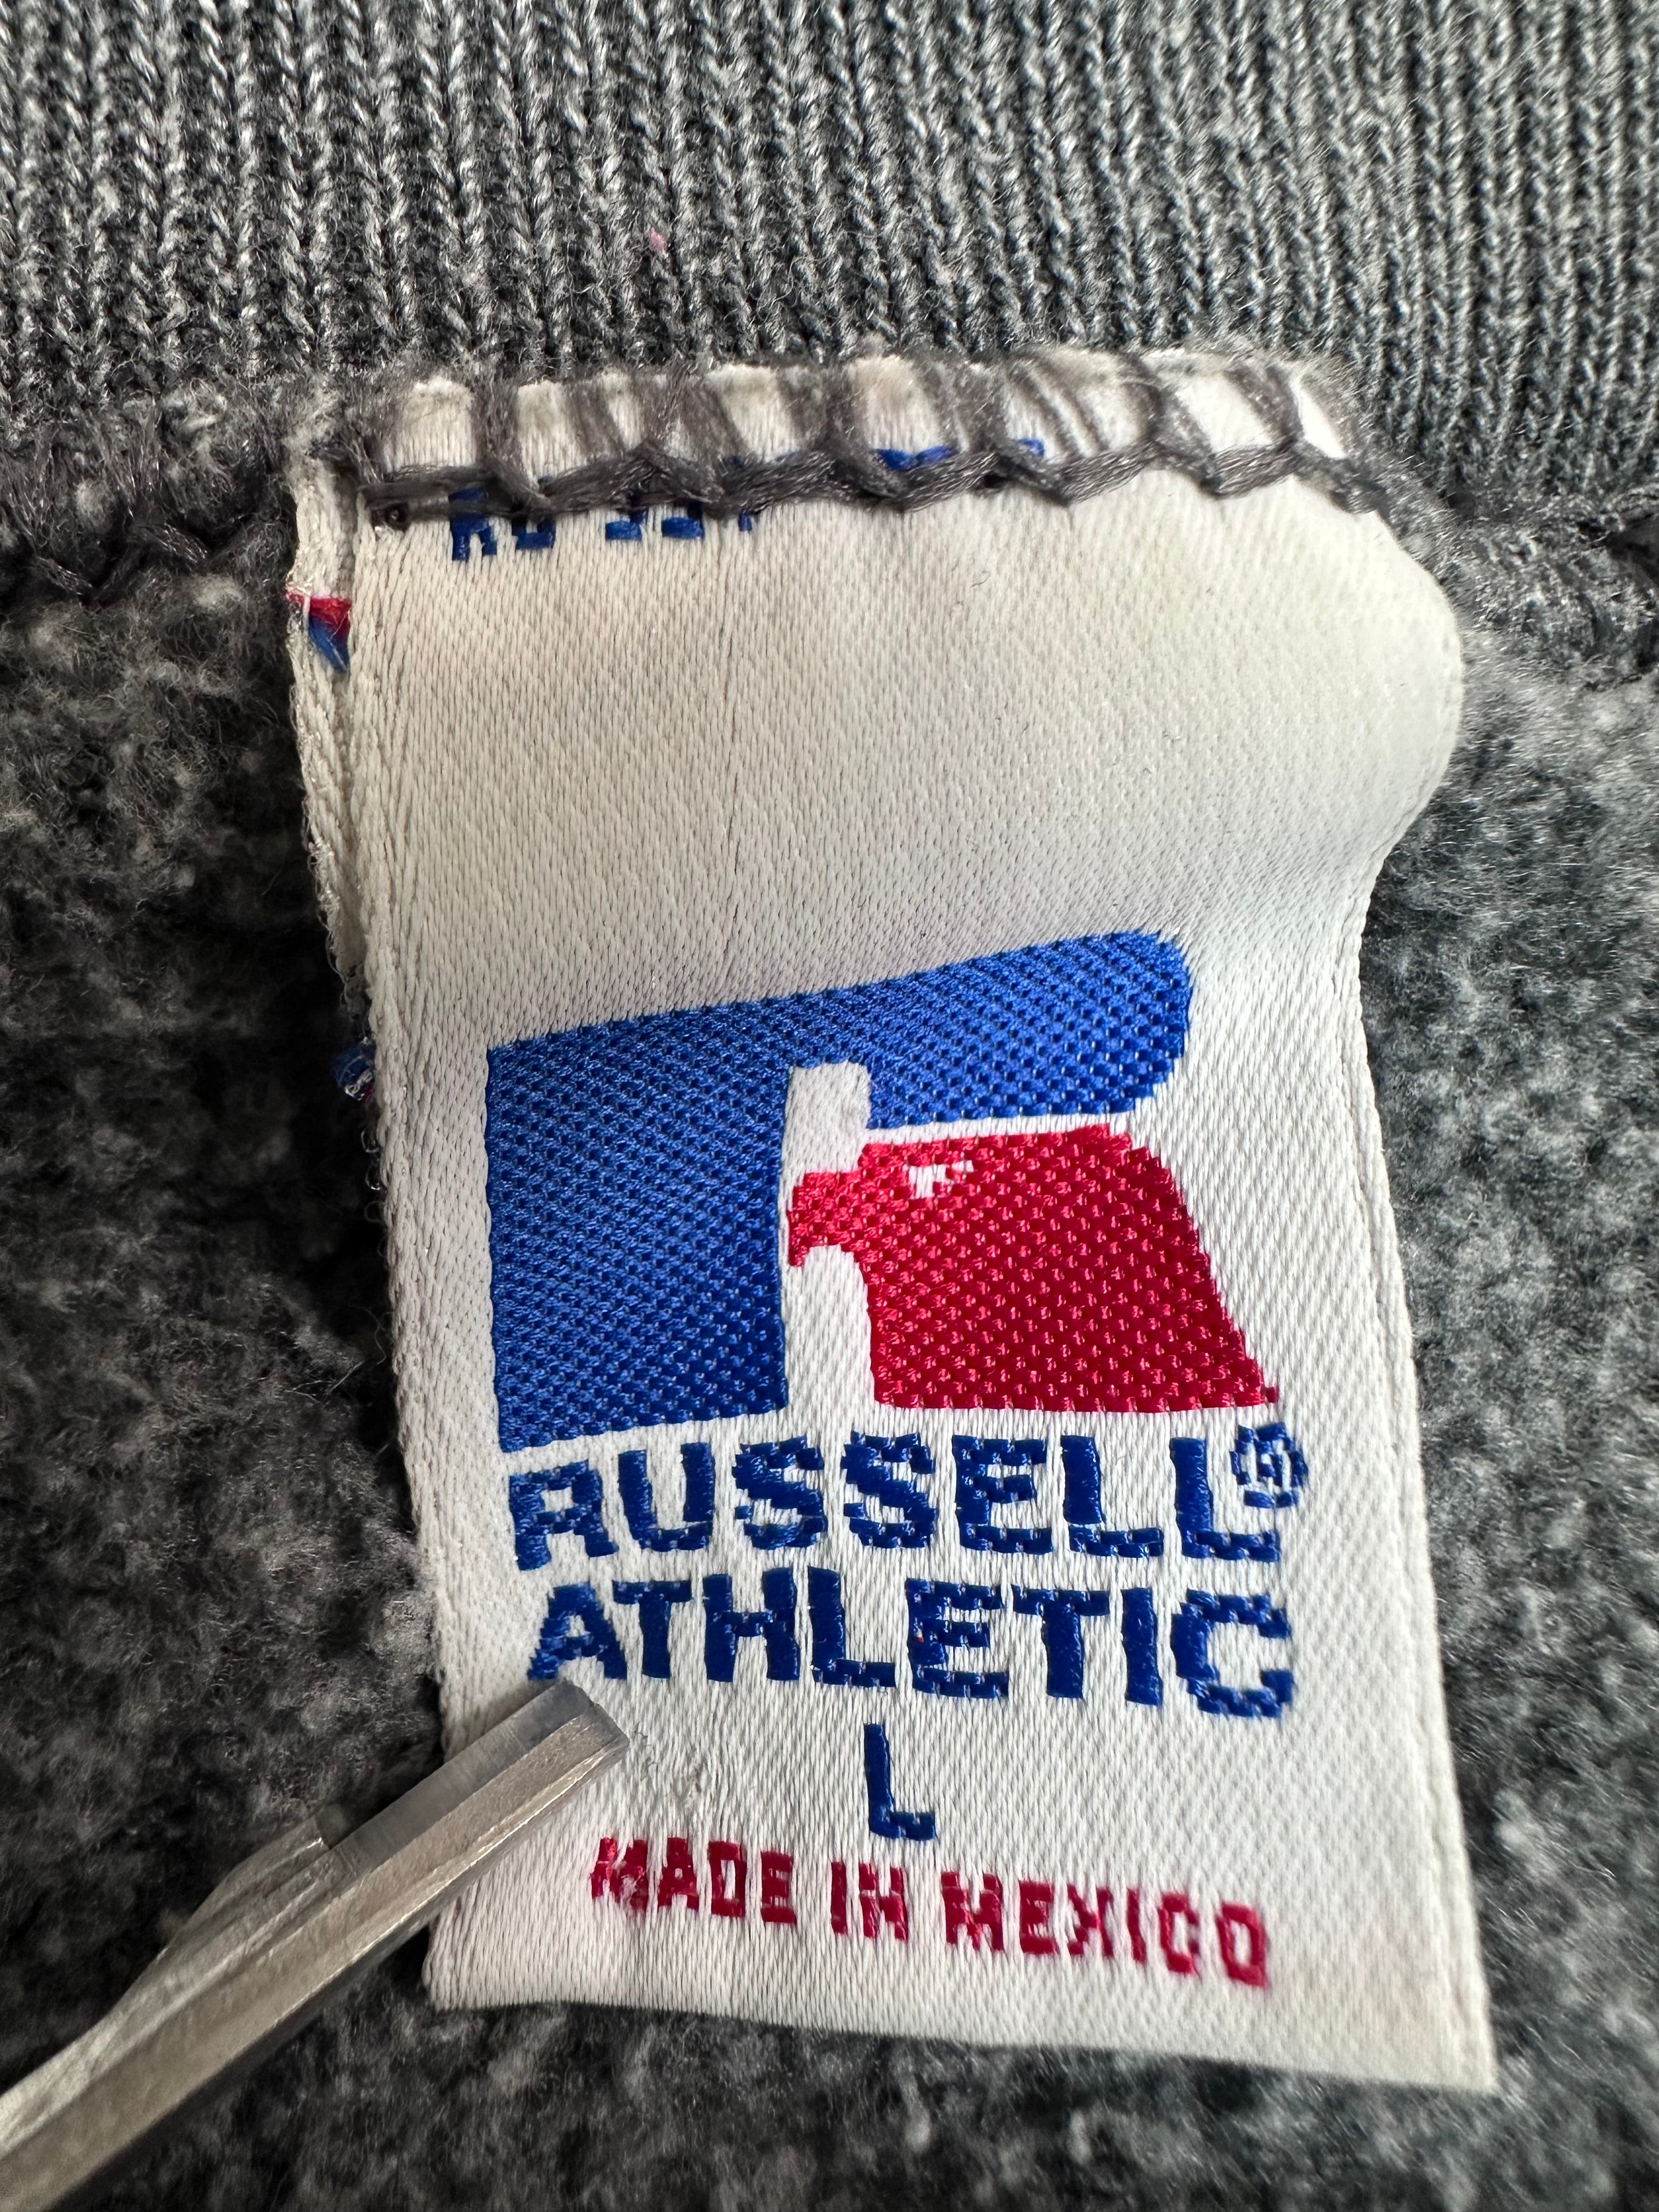 RUSSELL®
ATHLETIC
L
MADE IN MEXICO